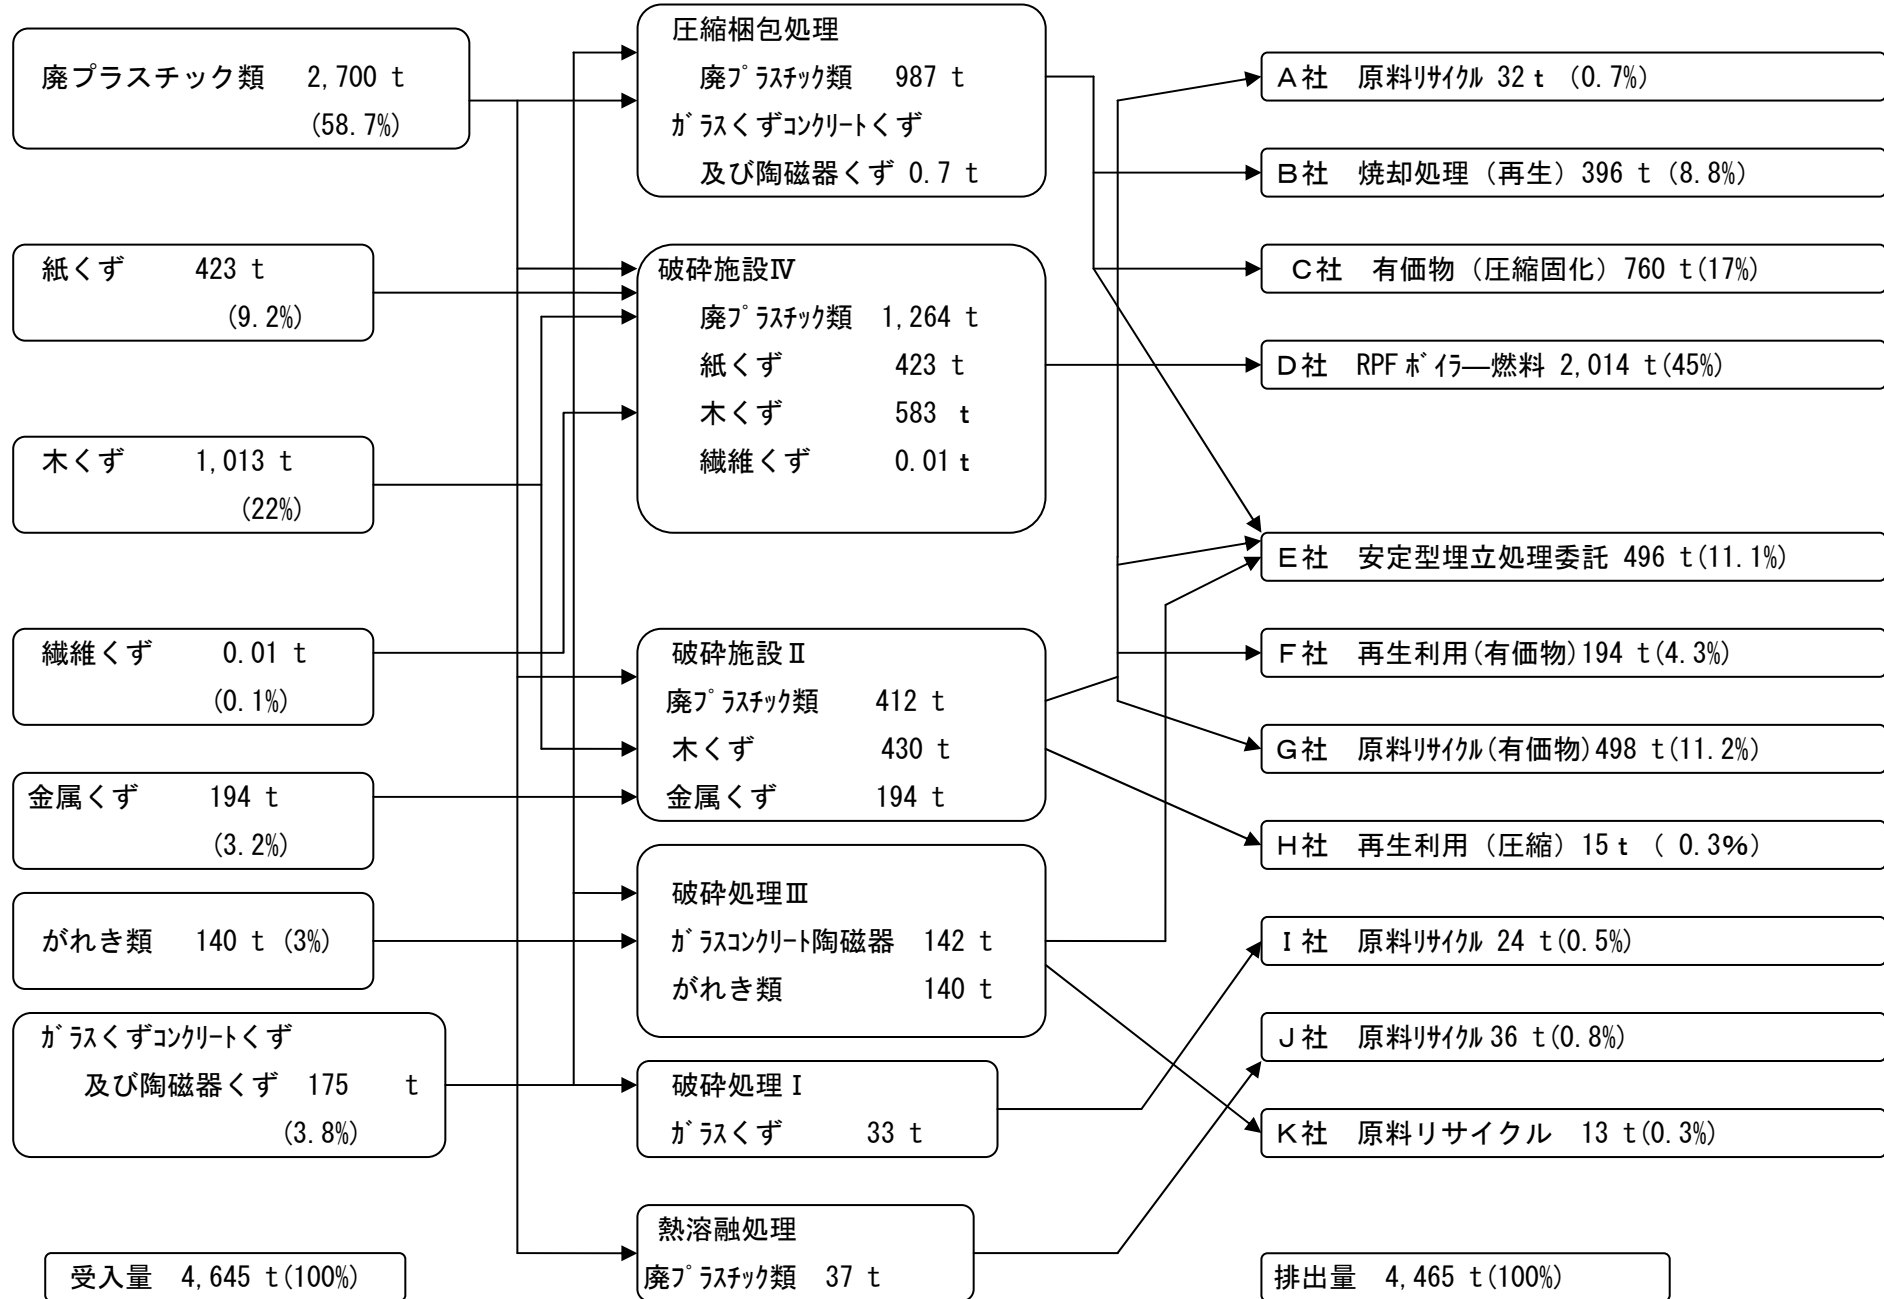 廃プラスチック類 2,700 t
(58.7%)
紙くず 423 t
(9.2%)
木くず 1,013 t
(22%)
繊維くず 0.01 t
(0.1%)
金属くず 194 t
(3.2%)
がれき類 140 t (3%)
ｶﾞﾗｽくずｺﾝｸﾘｰﾄくず
及び陶磁器くず 175 t
(3.8%)
受入量 4,645 t(100%)
圧縮梱包処理
廃ﾌﾟﾗｽﾁｯｸ類 987 t
ｶﾞﾗｽくずｺﾝｸﾘｰﾄくず
及び陶磁器くず 0.7 t
破砕施設Ⅳ
廃ﾌﾟﾗｽﾁｯｸ類 1,264 t
紙くず 423 t
木くず 583 t
繊維くず 0.01 t
破砕施設Ⅱ
廃ﾌﾟﾗｽﾁｯｸ類 412 t
木くず 430 t
金属くず 194 t
破砕処理Ⅲ
ｶﾞﾗｽｺﾝｸﾘｰﾄ陶磁器 142 t
がれき類 140 t
破砕処理Ⅰ
ｶﾞﾗｽくず 33 t
熱溶融処理
廃ﾌﾟﾗｽﾁｯｸ類 37 t
Ａ社 原料ﾘｻｲｸﾙ 32 t (0.7%)
Ｂ社 焼却処理（再生）396 t (8.8%)
Ｃ社 有価物（圧縮固化）760 t(17%)
Ｄ社 RPF ﾎﾞｲﾗ―燃料 2,014 t(45%)
Ｅ社 安定型埋立処理委託 496 t(11.1%)
Ｆ社 再生利用(有価物)194 t(4.3%)
Ｇ社 原料ﾘｻｲｸﾙ(有価物)498 t(11.2%)
Ｈ社 再生利用（圧縮）15 t ( 0.3%)
Ｉ社 原料ﾘｻｲｸﾙ 24 t(0.5%)
Ｊ社 原料ﾘｻｲｸﾙ 36 t(0.8%)
Ｋ社 原料リサイクル 13 t(0.3%)
排出量 4,465 t(100%)